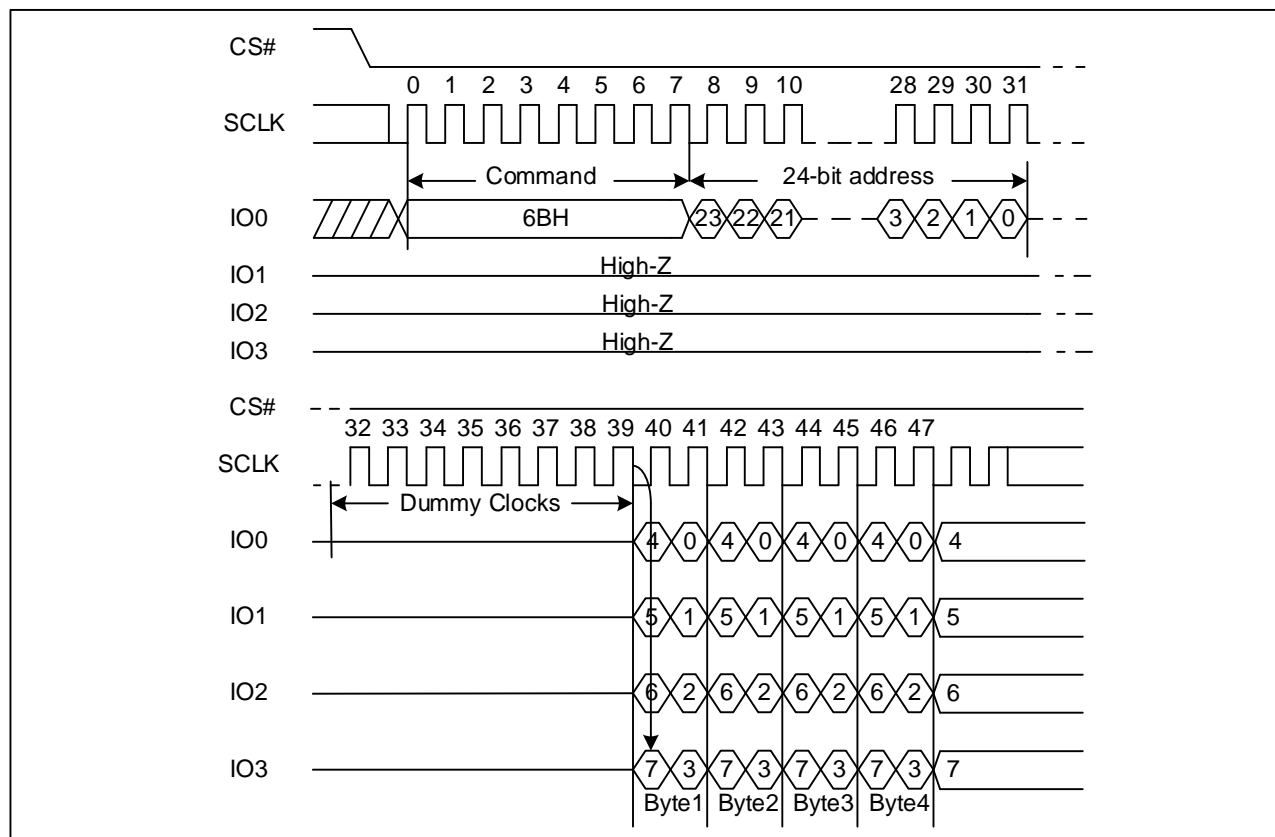 CS#
0 1 2 3 4 5 6 7 8 9 10 28 29 30 31
SCLK
Command 24-bit address
IO0 6BH 23 22 21 3 2 1 0
IO1 High-Z
IO2 High-Z
IO3 High-Z
CS#
32 33 34 35 36 37 38 39 40 41 42 43 44 45 46 47
SCLK
Dummy Clocks
IO0 4 0 4 0 4 0 4 0 4
IO1 5 1 5 1 5 1 5 1 5
IO2 6 2 6 2 6 2 6 2 6
IO3 7 3 7 3 7 3 7 3 7
Byte1 Byte2 Byte3 Byte4